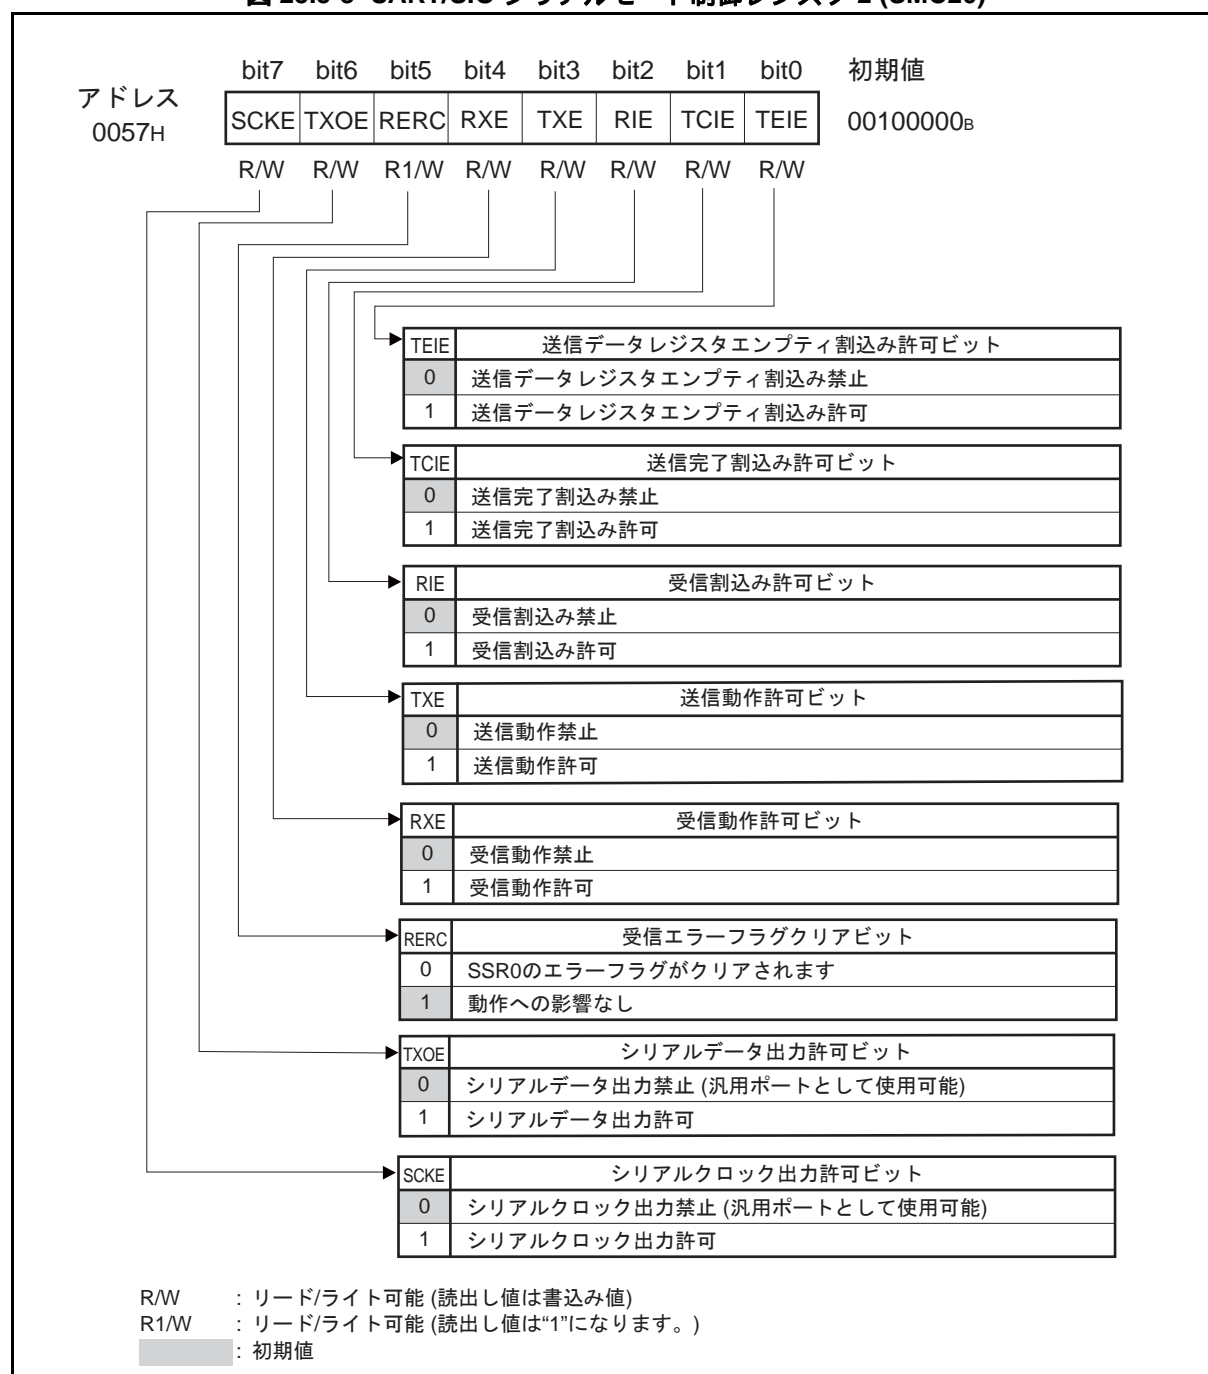 bit7 bit6 bit5 bit4 bit3 bit2 bit1 bit0 初期値
アドレス
0057H SCKE TXOE RERC RXE TXE RIE TCIE TEIE 00100000B
R/W R/W R1/W R/W R/W R/W R/W R/W
TEIE 送信データレジスタエンプティ割込み許可ビット
0 送信データレジスタエンプティ割込み禁止
1 送信データレジスタエンプティ割込み許可
TCIE 送信完了割込み許可ビット
0 送信完了割込み禁止
1 送信完了割込み許可
RIE 受信割込み許可ビット
0 受信割込み禁止
1 受信割込み許可
TXE 送信動作許可ビット
0 送信動作禁止
1 送信動作許可
RXE 受信動作許可ビット
0 受信動作禁止
1 受信動作許可
RERC 受信エラーフラグクリアビット
0 SSR0のエラーフラグがクリアされます
1 動作への影響なし
TXOE シリアルデータ出力許可ビット
0 シリアルデータ出力禁止 (汎用ポートとして使用可能)
1 シリアルデータ出力許可
SCKE シリアルクロック出力許可ビット
0 シリアルクロック出力禁止 (汎用ポートとして使用可能)
1 シリアルクロック出力許可
R/W : リード/ライト可能 (読出し値は書込み値)
R1/W : リード/ライト可能 (読出し値は“1”になります。)
: 初期値